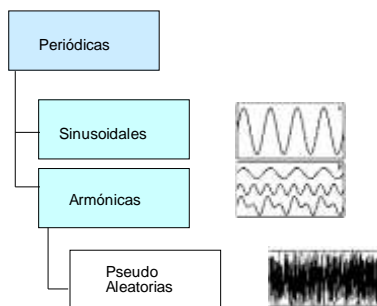 Periódicas
Sinusoidales
Armónicas
Pseudo
Aleatorias